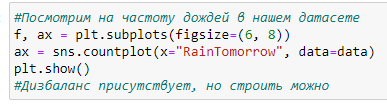 #Посмотрим на частоту дождей в нашем датасете
f, ax = plt.subplots(figsize=(6, 8))
ax = sns.countplot(x="RainTomorrow", data=data)
plt.show()
#Дизбаланс присутствует, но строить можно